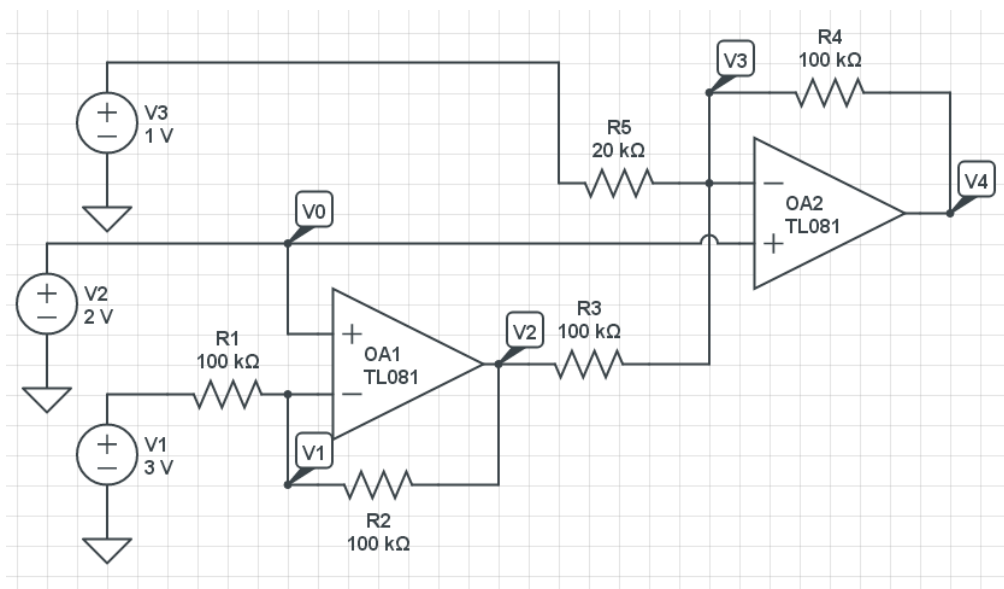 R4
100 kΩ
V3
V3
1 V
R5
20 kΩ
+
−
−
OA2
TL081
+
V4
V0
V2
2 V
+
−
R3
100 kΩ
V2
R1
100 kΩ
+
OA1
TL081
−
V1
3 V
+
−
V1
R2
100 kΩ